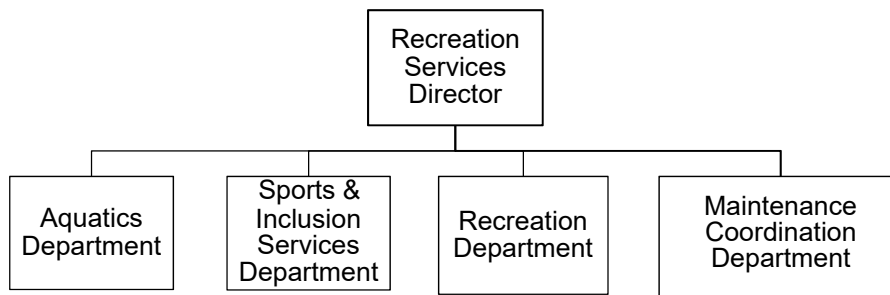 Recreation
Services
Director
Aquatics
Department
Sports &
Inclusion
Services
Department
Recreation
Department
Maintenance
Coordination
Department